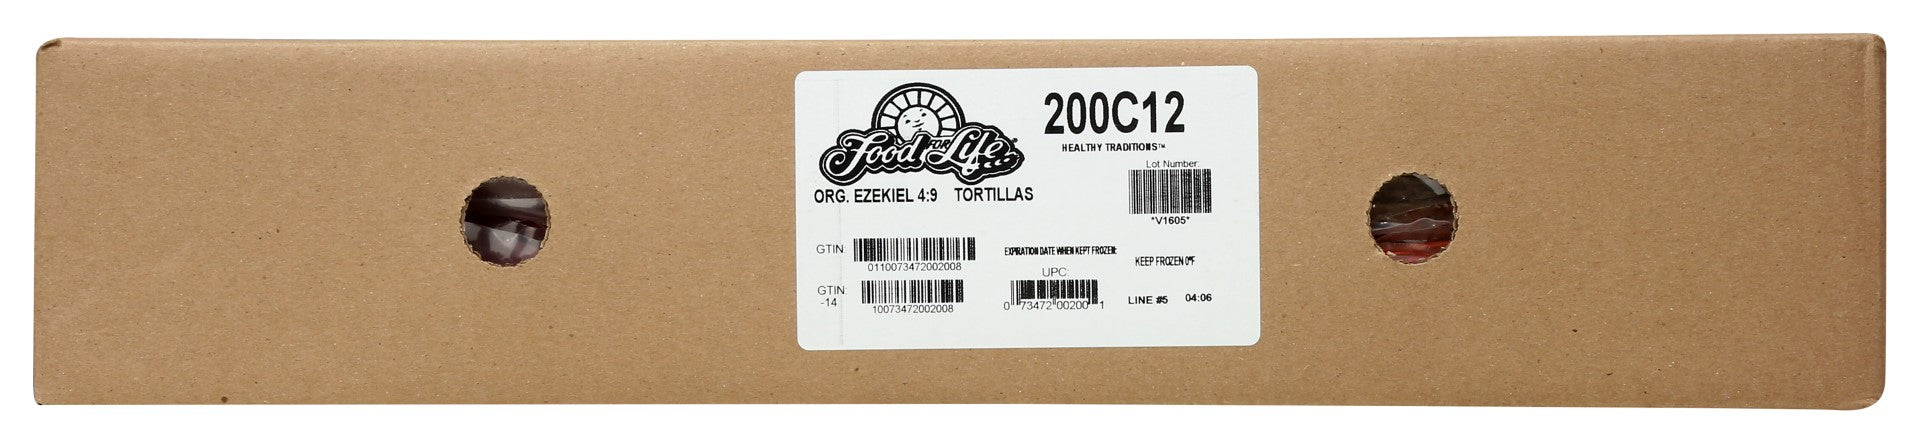 Food FOR Life
200C12
HEALTHY TRADITIONS™
Lot Number:
*V1605*
ORG. EZEKIEL 4:9 TORTILLAS
GTIN:
0110073472002008
EXPIRATION DATE WHEN KEPT FROZEN:
KEEP FROZEN 0°F
UPC:
GTIN:
-14
10073472002008
0 73472 00200 1
LINE #5 04:06